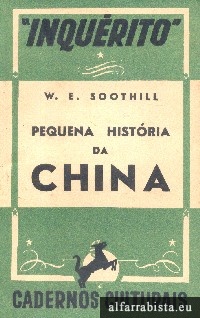 "INQUÉRITO"
W. E. SOOTHILL
PEQUENA HISTÓRIA
DA
CHINA
CADERNOS CULTURAIS
alfarrabista.eu